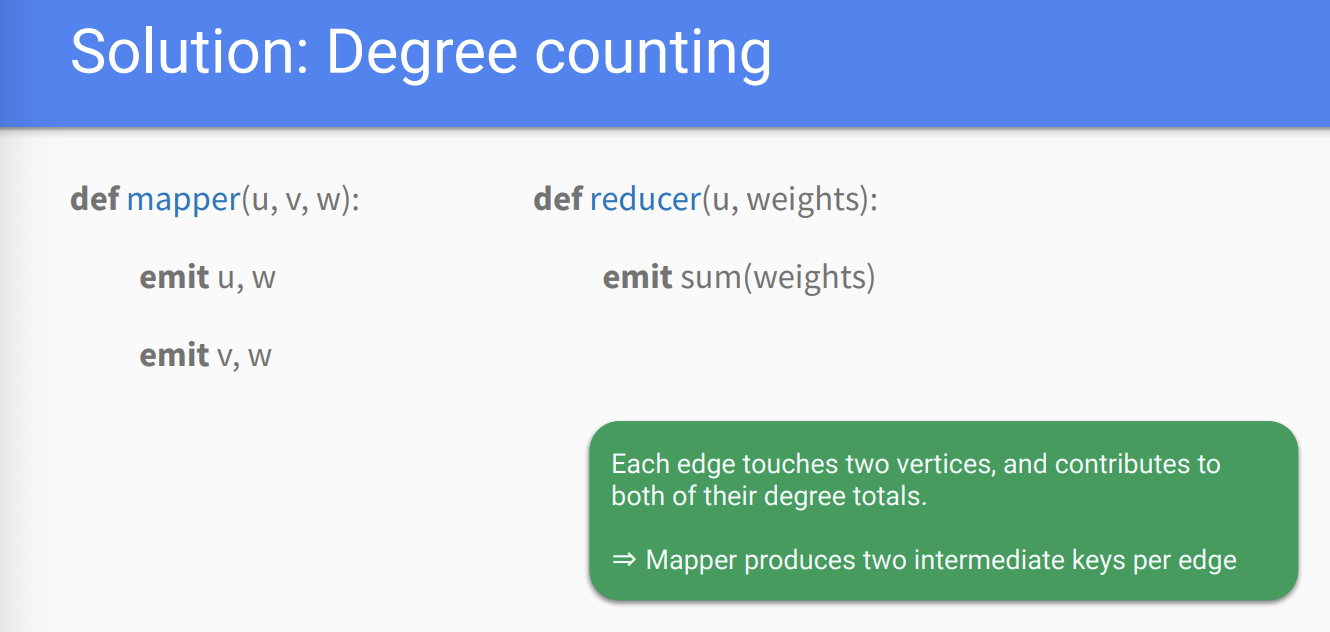 Solution: Degree counting
def mapper(u, v, w):
emit u, w
emit v, w
def reducer(u, weights):
emit sum(weights)
Each edge touches two vertices, and contributes to
both of their degree totals.
⇒ Mapper produces two intermediate keys per edge